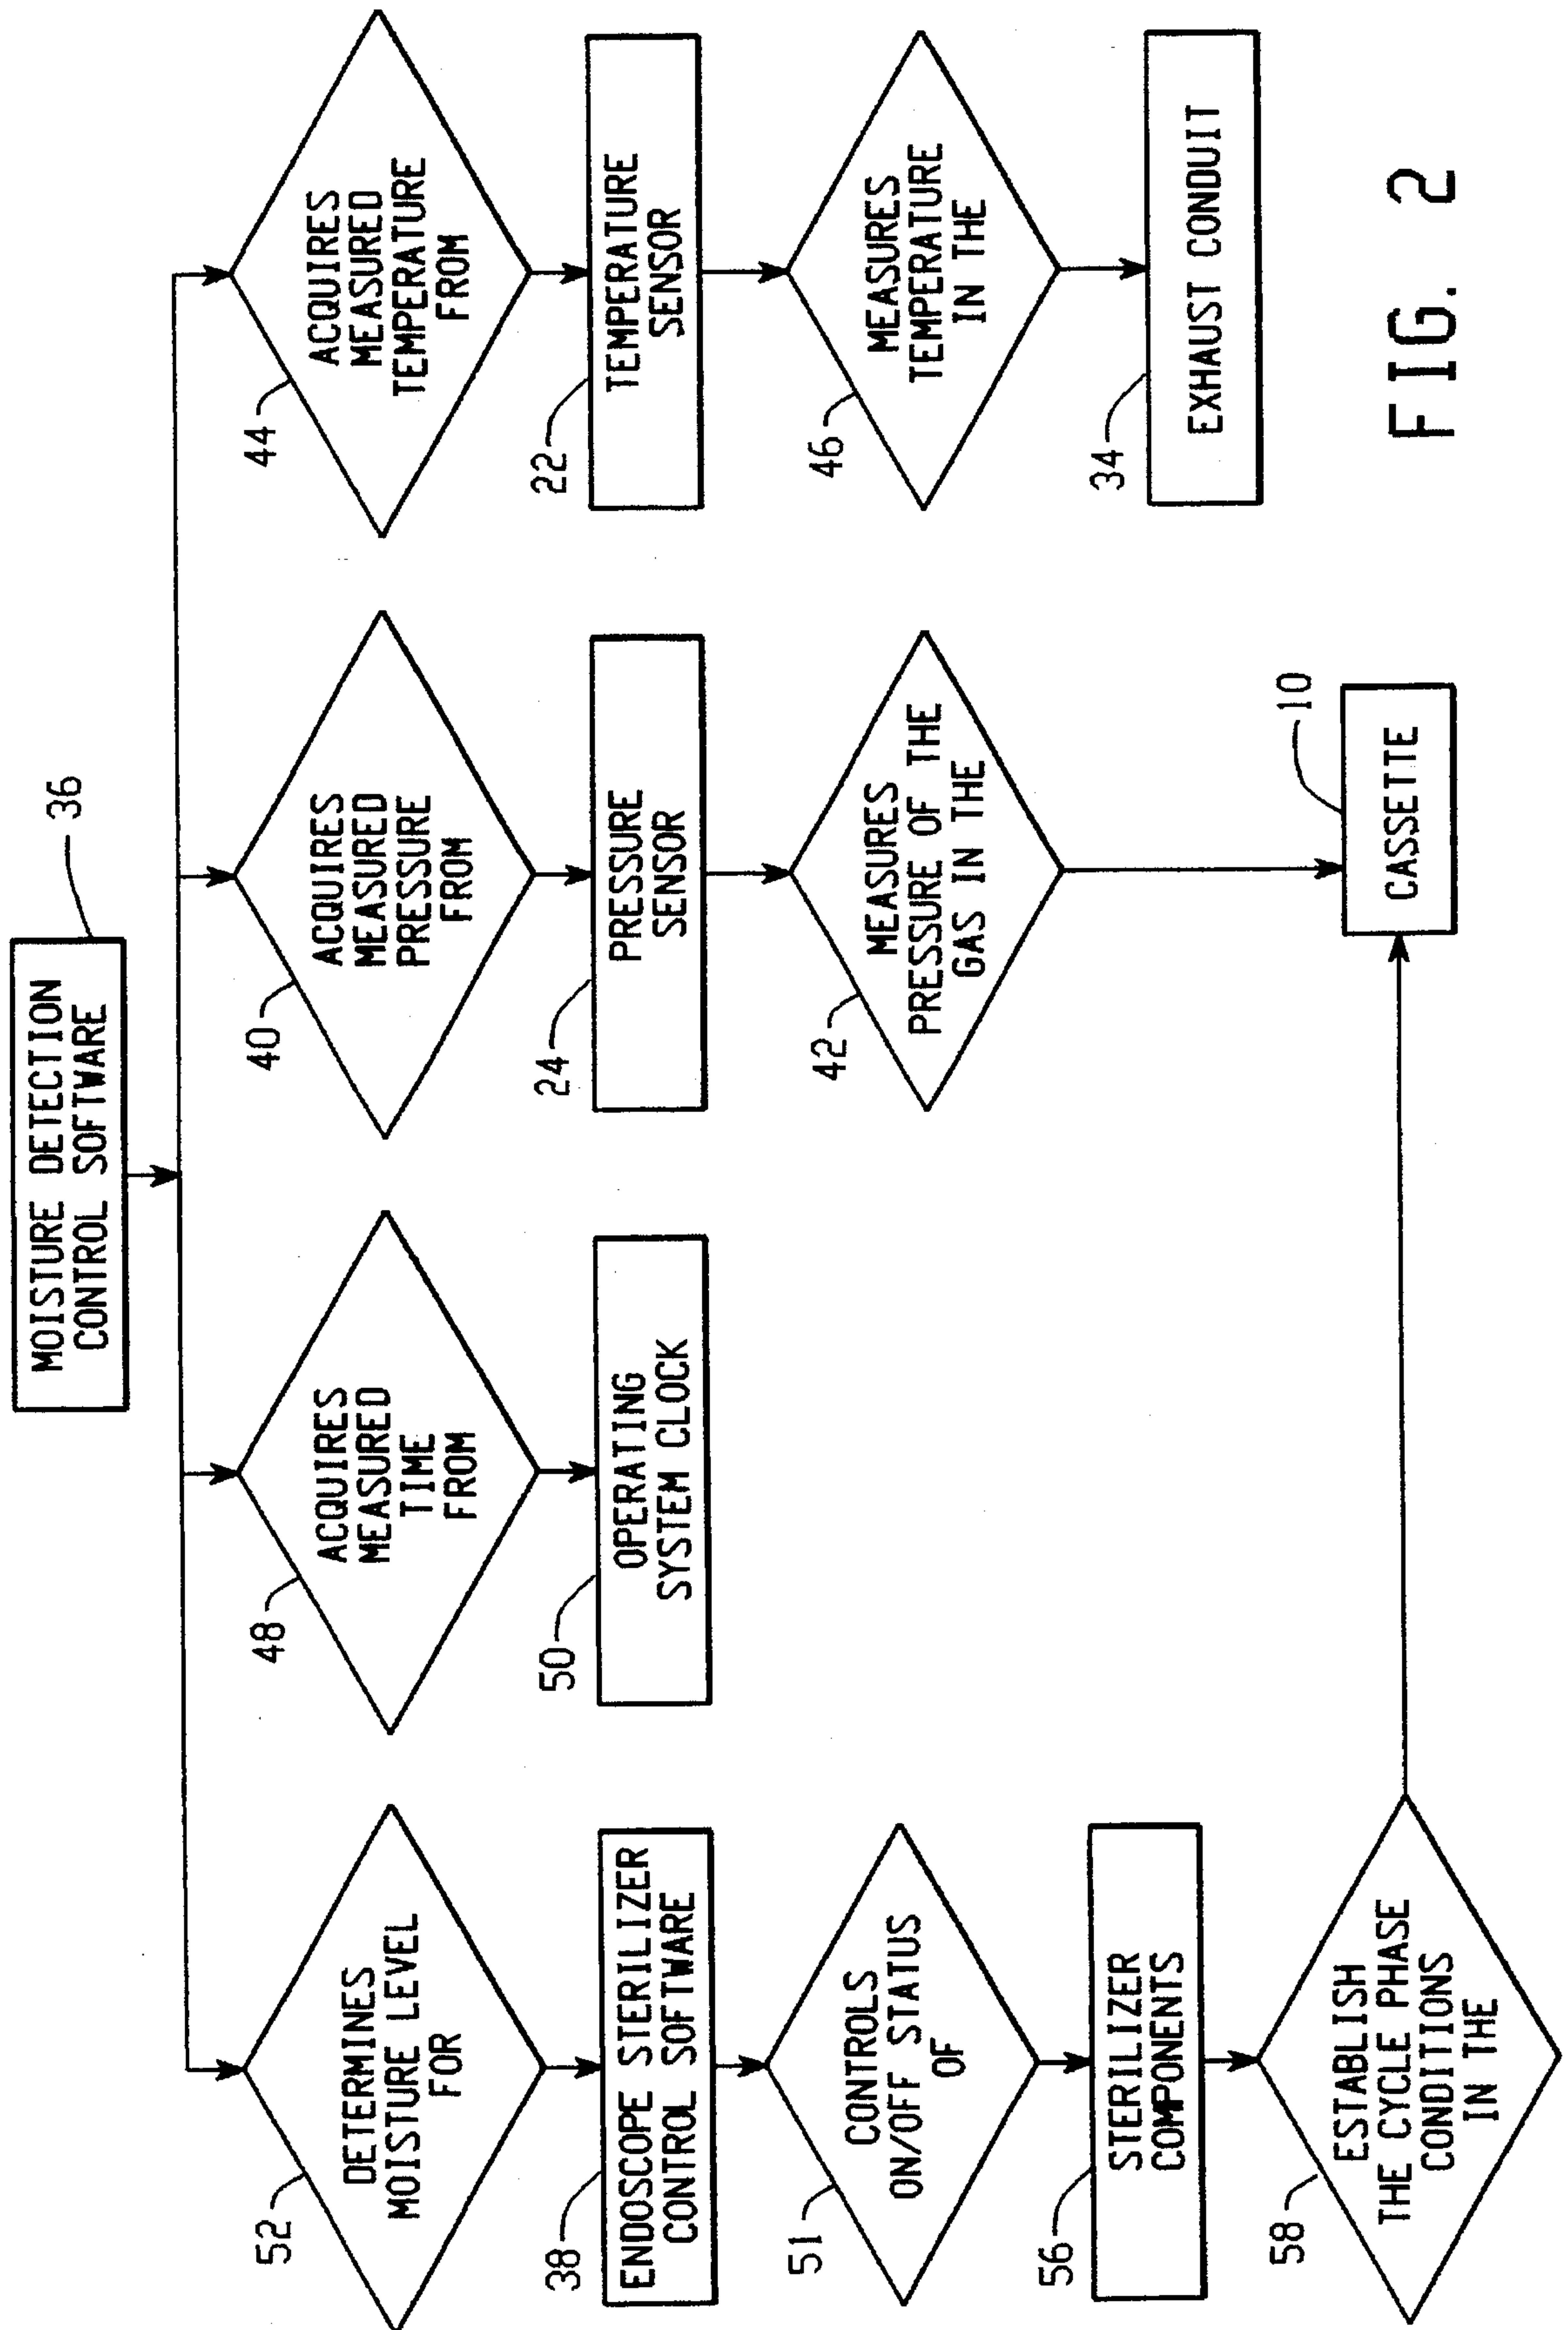 MOISTURE DETECTION
CONTROL SOFTWARE
36
52
DETERMINES
MOISTURE LEVEL
FOR
48
ACQUIRES
MEASURED
TIME
FROM
40
ACQUIRES
MEASURED
PRESSURE
FROM
44
ACQUIRES
MEASURED
TEMPERATURE
FROM
38
ENDOSCOPE STERILIZER
CONTROL SOFTWARE
50
OPERATING
SYSTEM CLOCK
24
PRESSURE
SENSOR
22
TEMPERATURE
SENSOR
51
CONTROLS
ON/OFF STATUS
OF
42
MEASURES
PRESSURE OF THE
GAS IN THE
46
MEASURES
TEMPERATURE
IN THE
56
STERILIZER
COMPONENTS
34
EXHAUST CONDUIT
58
ESTABLISH
THE CYCLE PHASE
CONDITIONS
IN THE
10
CASSETTE
FIG. 2